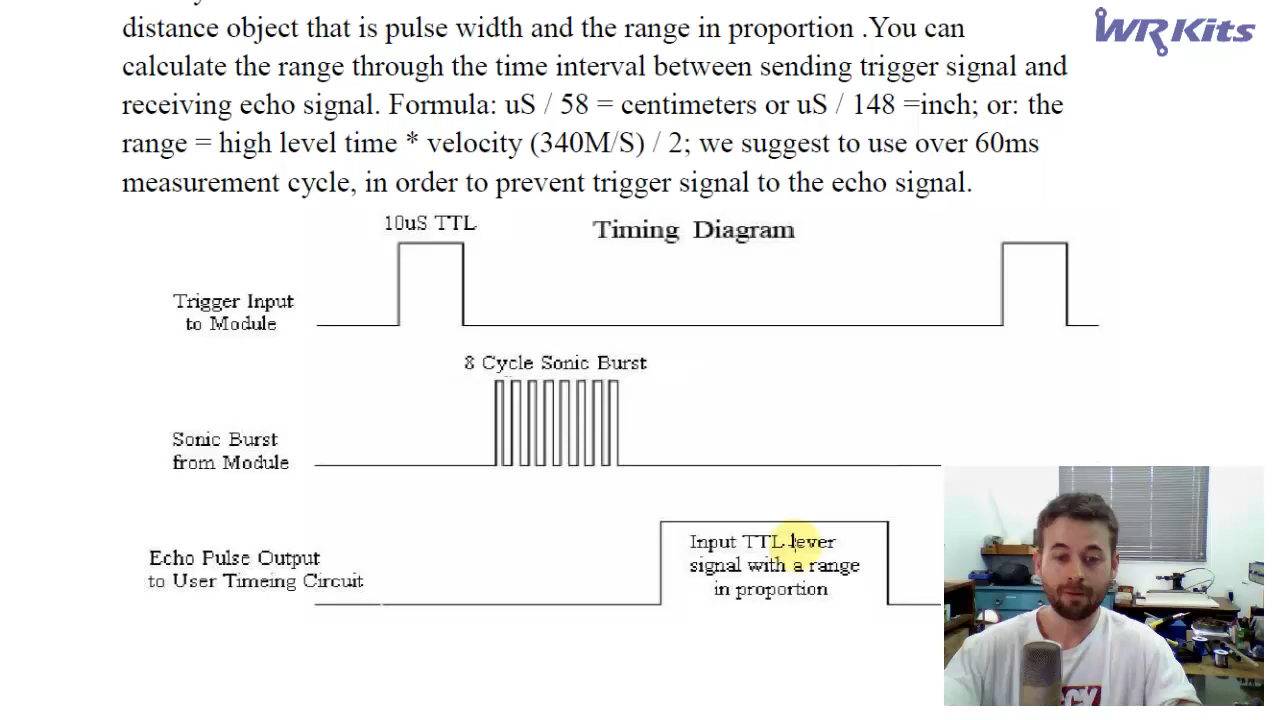 distance object that is pulse width and the range in proportion .You can
WR Kits
calculate the range through the time interval between sending trigger signal and
receiving echo signal. Formula: uS / 58 = centimeters or uS / 148 =inch; or: the
range = high level time * velocity (340M/S) / 2; we suggest to use over 60ms
measurement cycle, in order to prevent trigger signal to the echo signal.
10uS TTL
Timing Diagram
Trigger Input
to Module
8 Cycle Sonic Burst
Sonic Burst
from Module
Echo Pulse Output
to User Timeing Circuit
Input TTL lever
signal with a range
in proportion